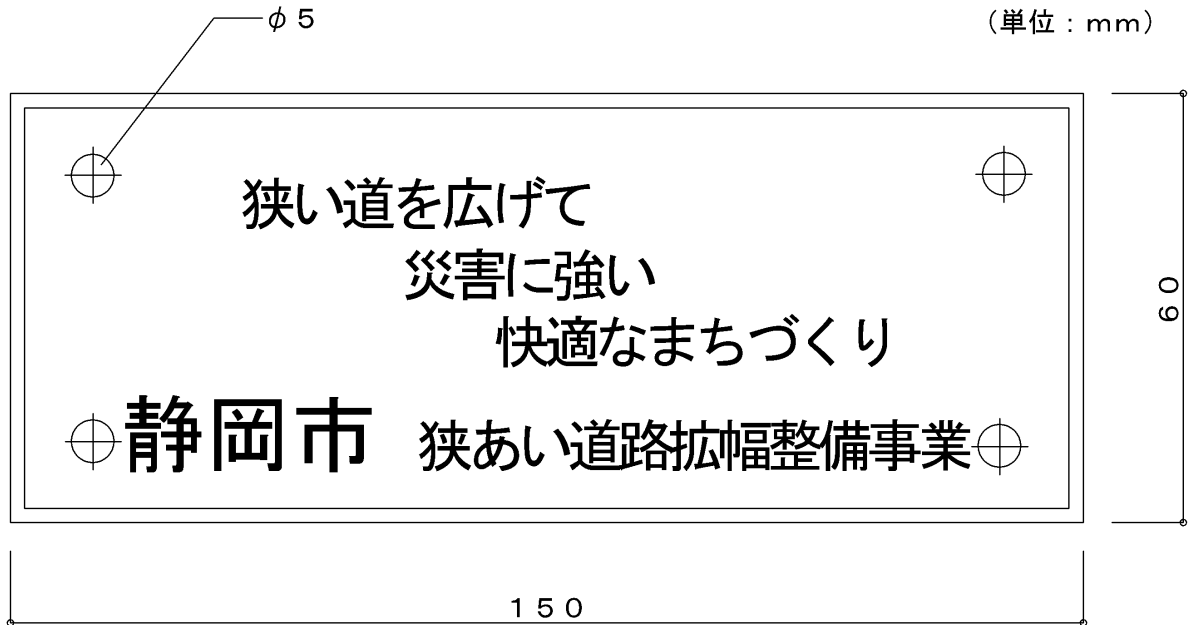 φ５
（単位：ｍｍ）
狭い道を広げて
災害に強い
快適なまちづくり
静岡市 狭あい道路拡幅整備事業
６０
１５０